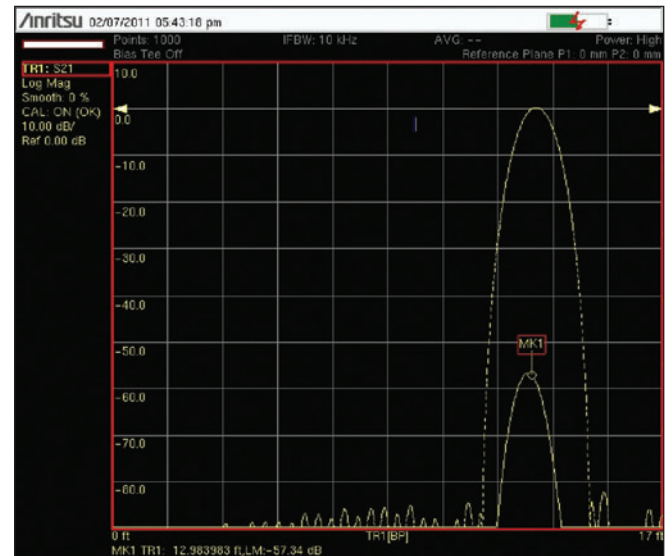 Anritsu 02/07/2011 05:43:18 pm
Points: 1000 IFBW: 10 kHz AVG: -- Power: High
Bias Tee Off Reference Plane P1: 0 mm P2: 0 mm
TR1: S21
Log Mag
Smooth: 0 %
CAL: ON (OK)
10.00 dB/
Ref 0.00 dB
10.0
0.0
-10.0
-20.0
-30.0
-40.0
-50.0
MK1
-60.0
-70.0
-80.0
0 ft TR1[BP] 17 ft
MK1 TR1: 12.983983 ft,LM:-57.34 dB